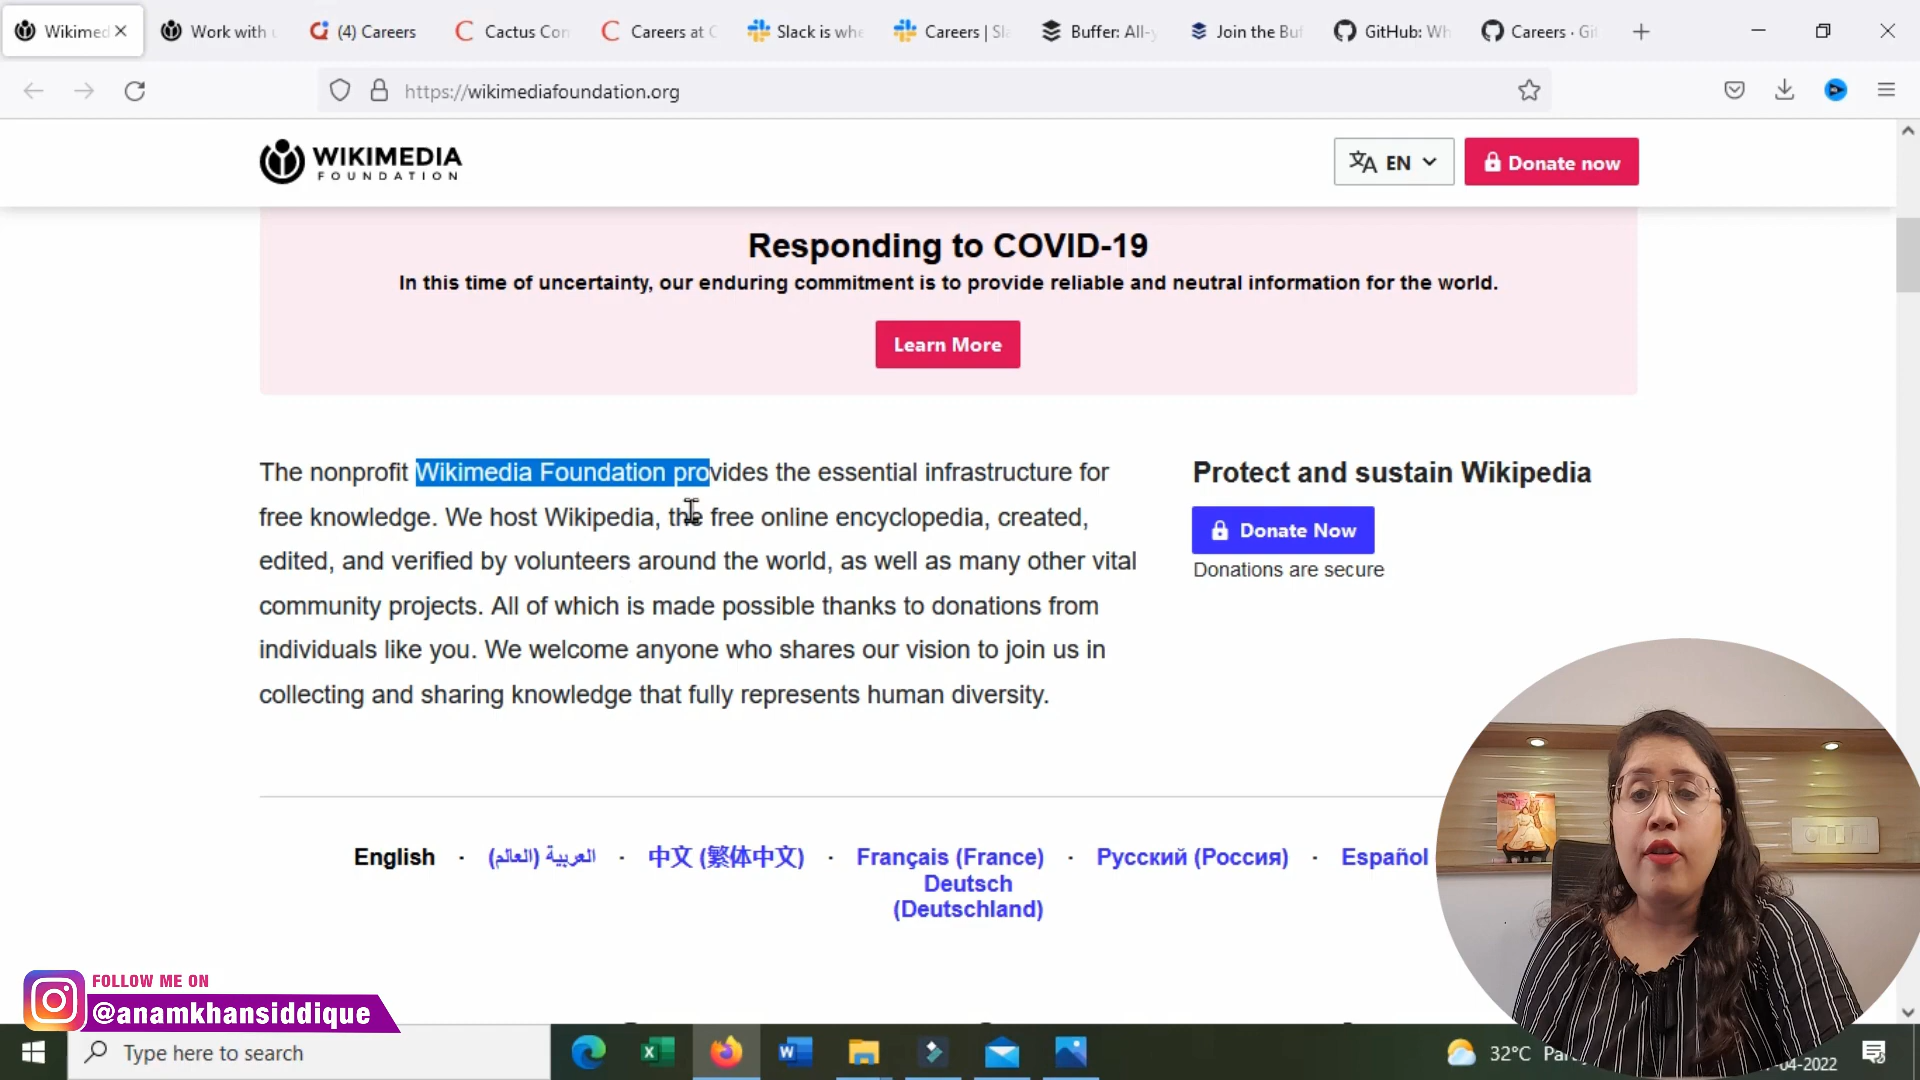 Wikimed
Work with
(4) Careers
Cactus Con
Careers at C
Slack is whe
Careers | Sla
Buffer: All-y
Join the Buf
GitHub: Wh
Careers · Git
https://wikimediafoundation.org
WIKIMEDIA
FOUNDATION
EN
Donate now
Responding to COVID-19
In this time of uncertainty, our enduring commitment is to provide reliable and neutral information for the world.
Learn More
The nonprofit Wikimedia Foundation provides the essential infrastructure for
free knowledge. We host Wikipedia, the free online encyclopedia, created,
edited, and verified by volunteers around the world, as well as many other vital
community projects. All of which is made possible thanks to donations from
individuals like you. We welcome anyone who shares our vision to join us in
collecting and sharing knowledge that fully represents human diversity.
Protect and sustain Wikipedia
Donate Now
Donations are secure
English · العربية (العالم) · 中文 (繁体中文) · Français (France) · Русский (Россия) · Español
Deutsch
(Deutschland)
FOLLOW ME ON
@anamkhansiddique
Type here to search
32°C
04-2022